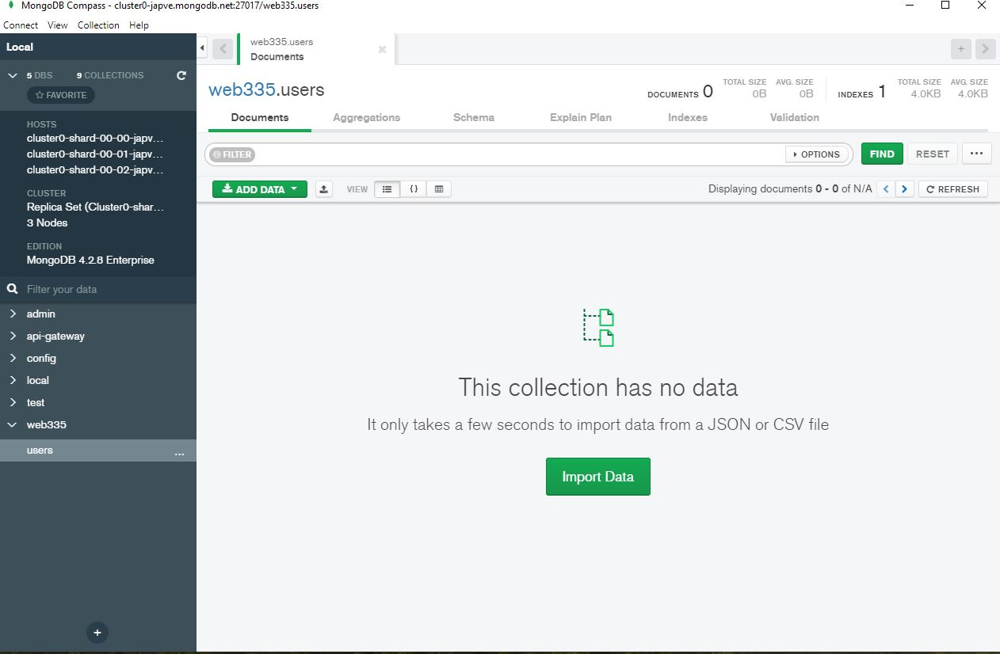 MongoDB Compass - cluster0-japve.mongodb.net:27017/web335.users
Connect View Collection Help
Local
5 DBS 9 COLLECTIONS
FAVORITE
HOSTS
cluster0-shard-00-00-japv...
cluster0-shard-00-01-japv...
cluster0-shard-00-02-japv...
CLUSTER
Replica Set (Cluster0-shar...
3 Nodes
EDITION
MongoDB 4.2.8 Enterprise
Filter your data
admin
api-gateway
config
local
test
web335
users ...
+
web335.users
Documents
+
web335.users
DOCUMENTS 0 TOTAL SIZE 0B AVG. SIZE 0B INDEXES 1 TOTAL SIZE 4.0KB AVG. SIZE 4.0KB
Documents Aggregations Schema Explain Plan Indexes Validation
FILTER OPTIONS FIND RESET ...
ADD DATA VIEW {} Displaying documents 0 - 0 of N/A < > REFRESH
This collection has no data
It only takes a few seconds to import data from a JSON or CSV file
Import Data